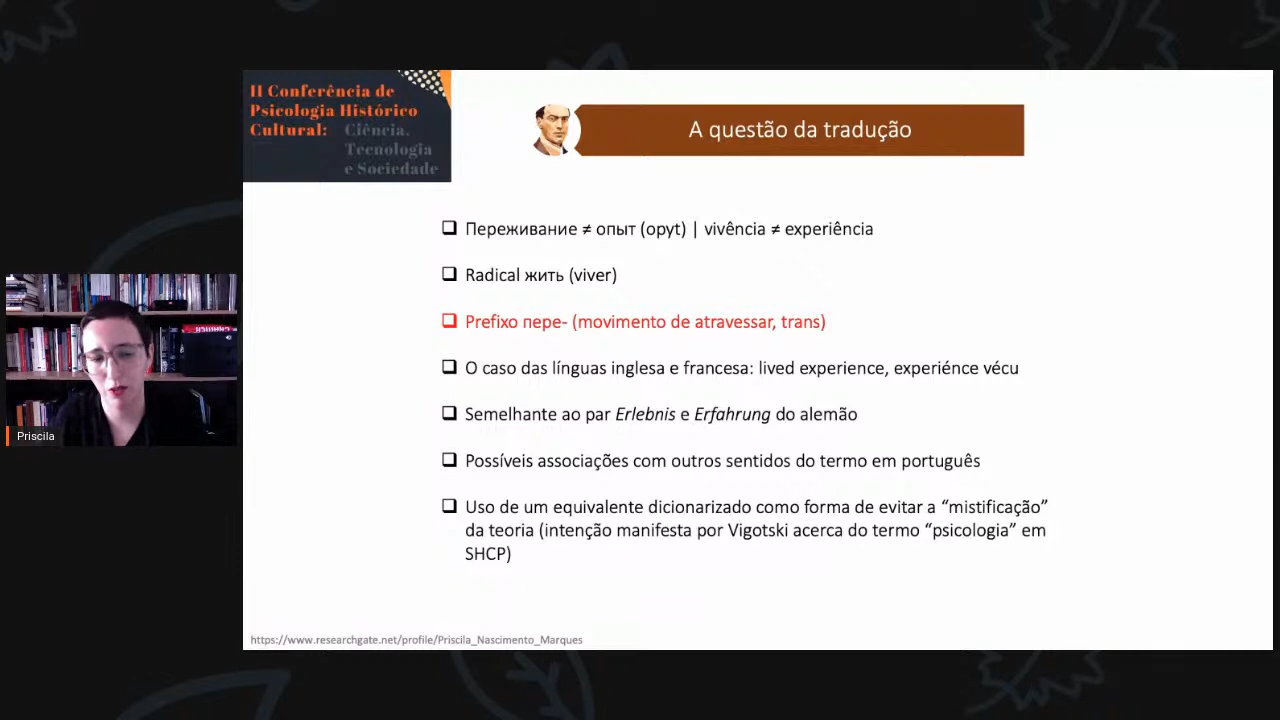 II Conferência de
Psicologia Histórico
Cultural: Ciência,
Tecnologia
e Sociedade
A questão da tradução
Переживание ≠ опыт (opyt) | vivência ≠ experiência
Radical жить (viver)
Prefixo пере- (movimento de atravessar, trans)
O caso das línguas inglesa e francesa: lived experience, experiénce vécu
Semelhante ao par Erlebnis e Erfahrung do alemão
Possíveis associações com outros sentidos do termo em português
Uso de um equivalente dicionarizado como forma de evitar a “mistificação”
da teoria (intenção manifesta por Vigotski acerca do termo “psicologia” em
SHCP)
Priscila
https://www.researchgate.net/profile/Priscila_Nascimento_Marques